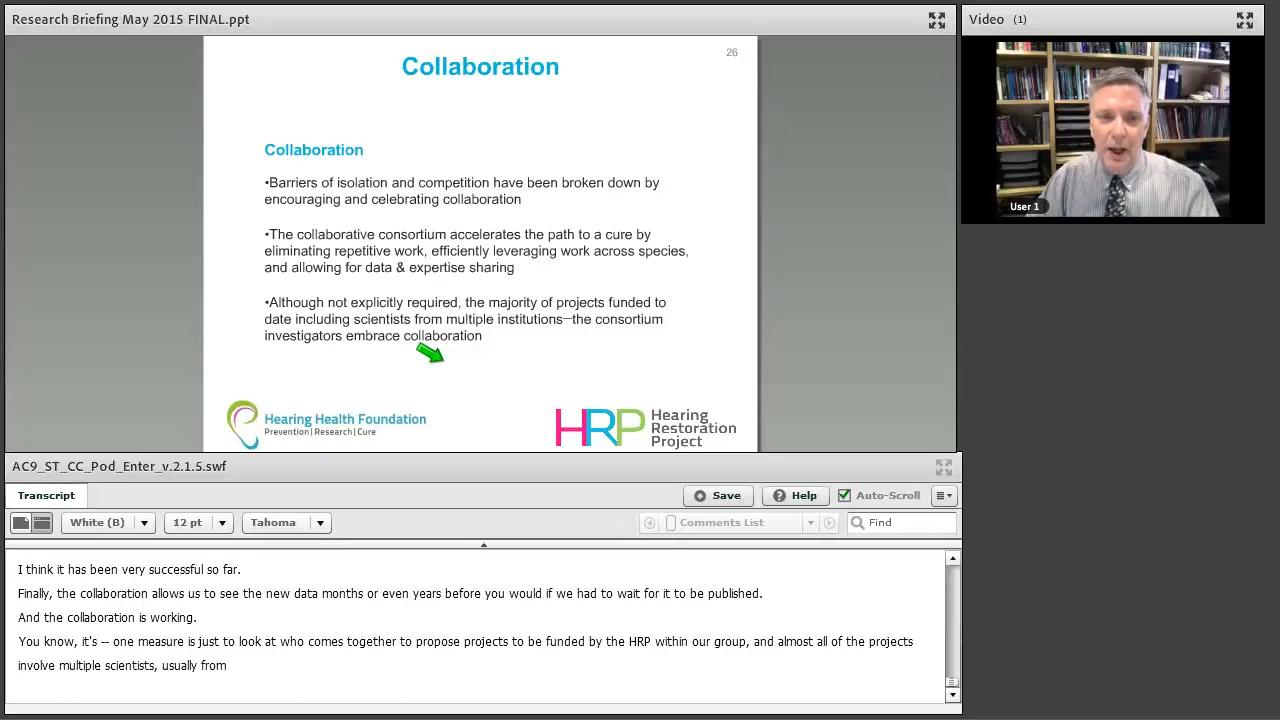 Research Briefing May 2015 FINAL.ppt
Video (1)
26
Collaboration
Collaboration
•Barriers of isolation and competition have been broken down by
encouraging and celebrating collaboration
•The collaborative consortium accelerates the path to a cure by
eliminating repetitive work, efficiently leveraging work across species,
and allowing for data & expertise sharing
•Although not explicitly required, the majority of projects funded to
date including scientists from multiple institutions—the consortium
investigators embrace collaboration
Hearing Health Foundation
Prevention|Research|Cure
HRP
Hearing
Restoration
Project
User 1
AC9_ST_CC_Pod_Enter_v.2.1.5.swf
Transcript
Save
Help
Auto-Scroll
White (B)
12 pt
Tahoma
Comments List
Find
I think it has been very successful so far.
Finally, the collaboration allows us to see the new data months or even years before you would if we had to wait for it to be published.
And the collaboration is working.
You know, it's -- one measure is just to look at who comes together to propose projects to be funded by the HRP within our group, and almost all of the projects
involve multiple scientists, usually from